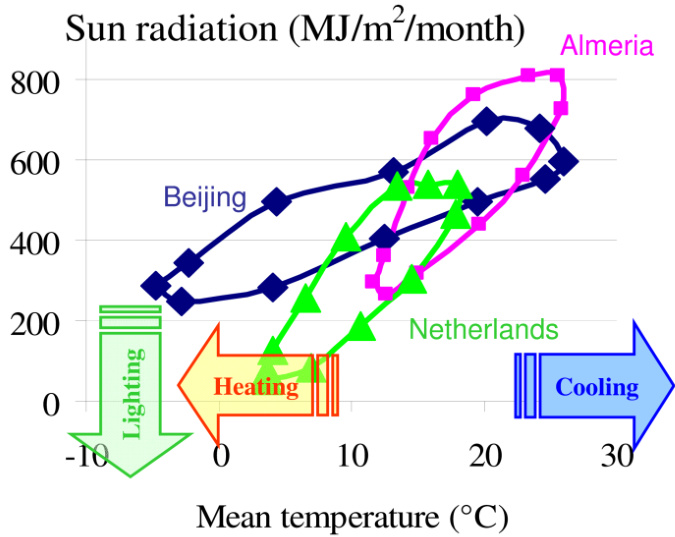 Sun radiation (MJ/m²/month)
Almeria
800
600
Beijing
400
200
Netherlands
Lighting
Heating
Cooling
0
-10 0 10 20 30
Mean temperature (°C)